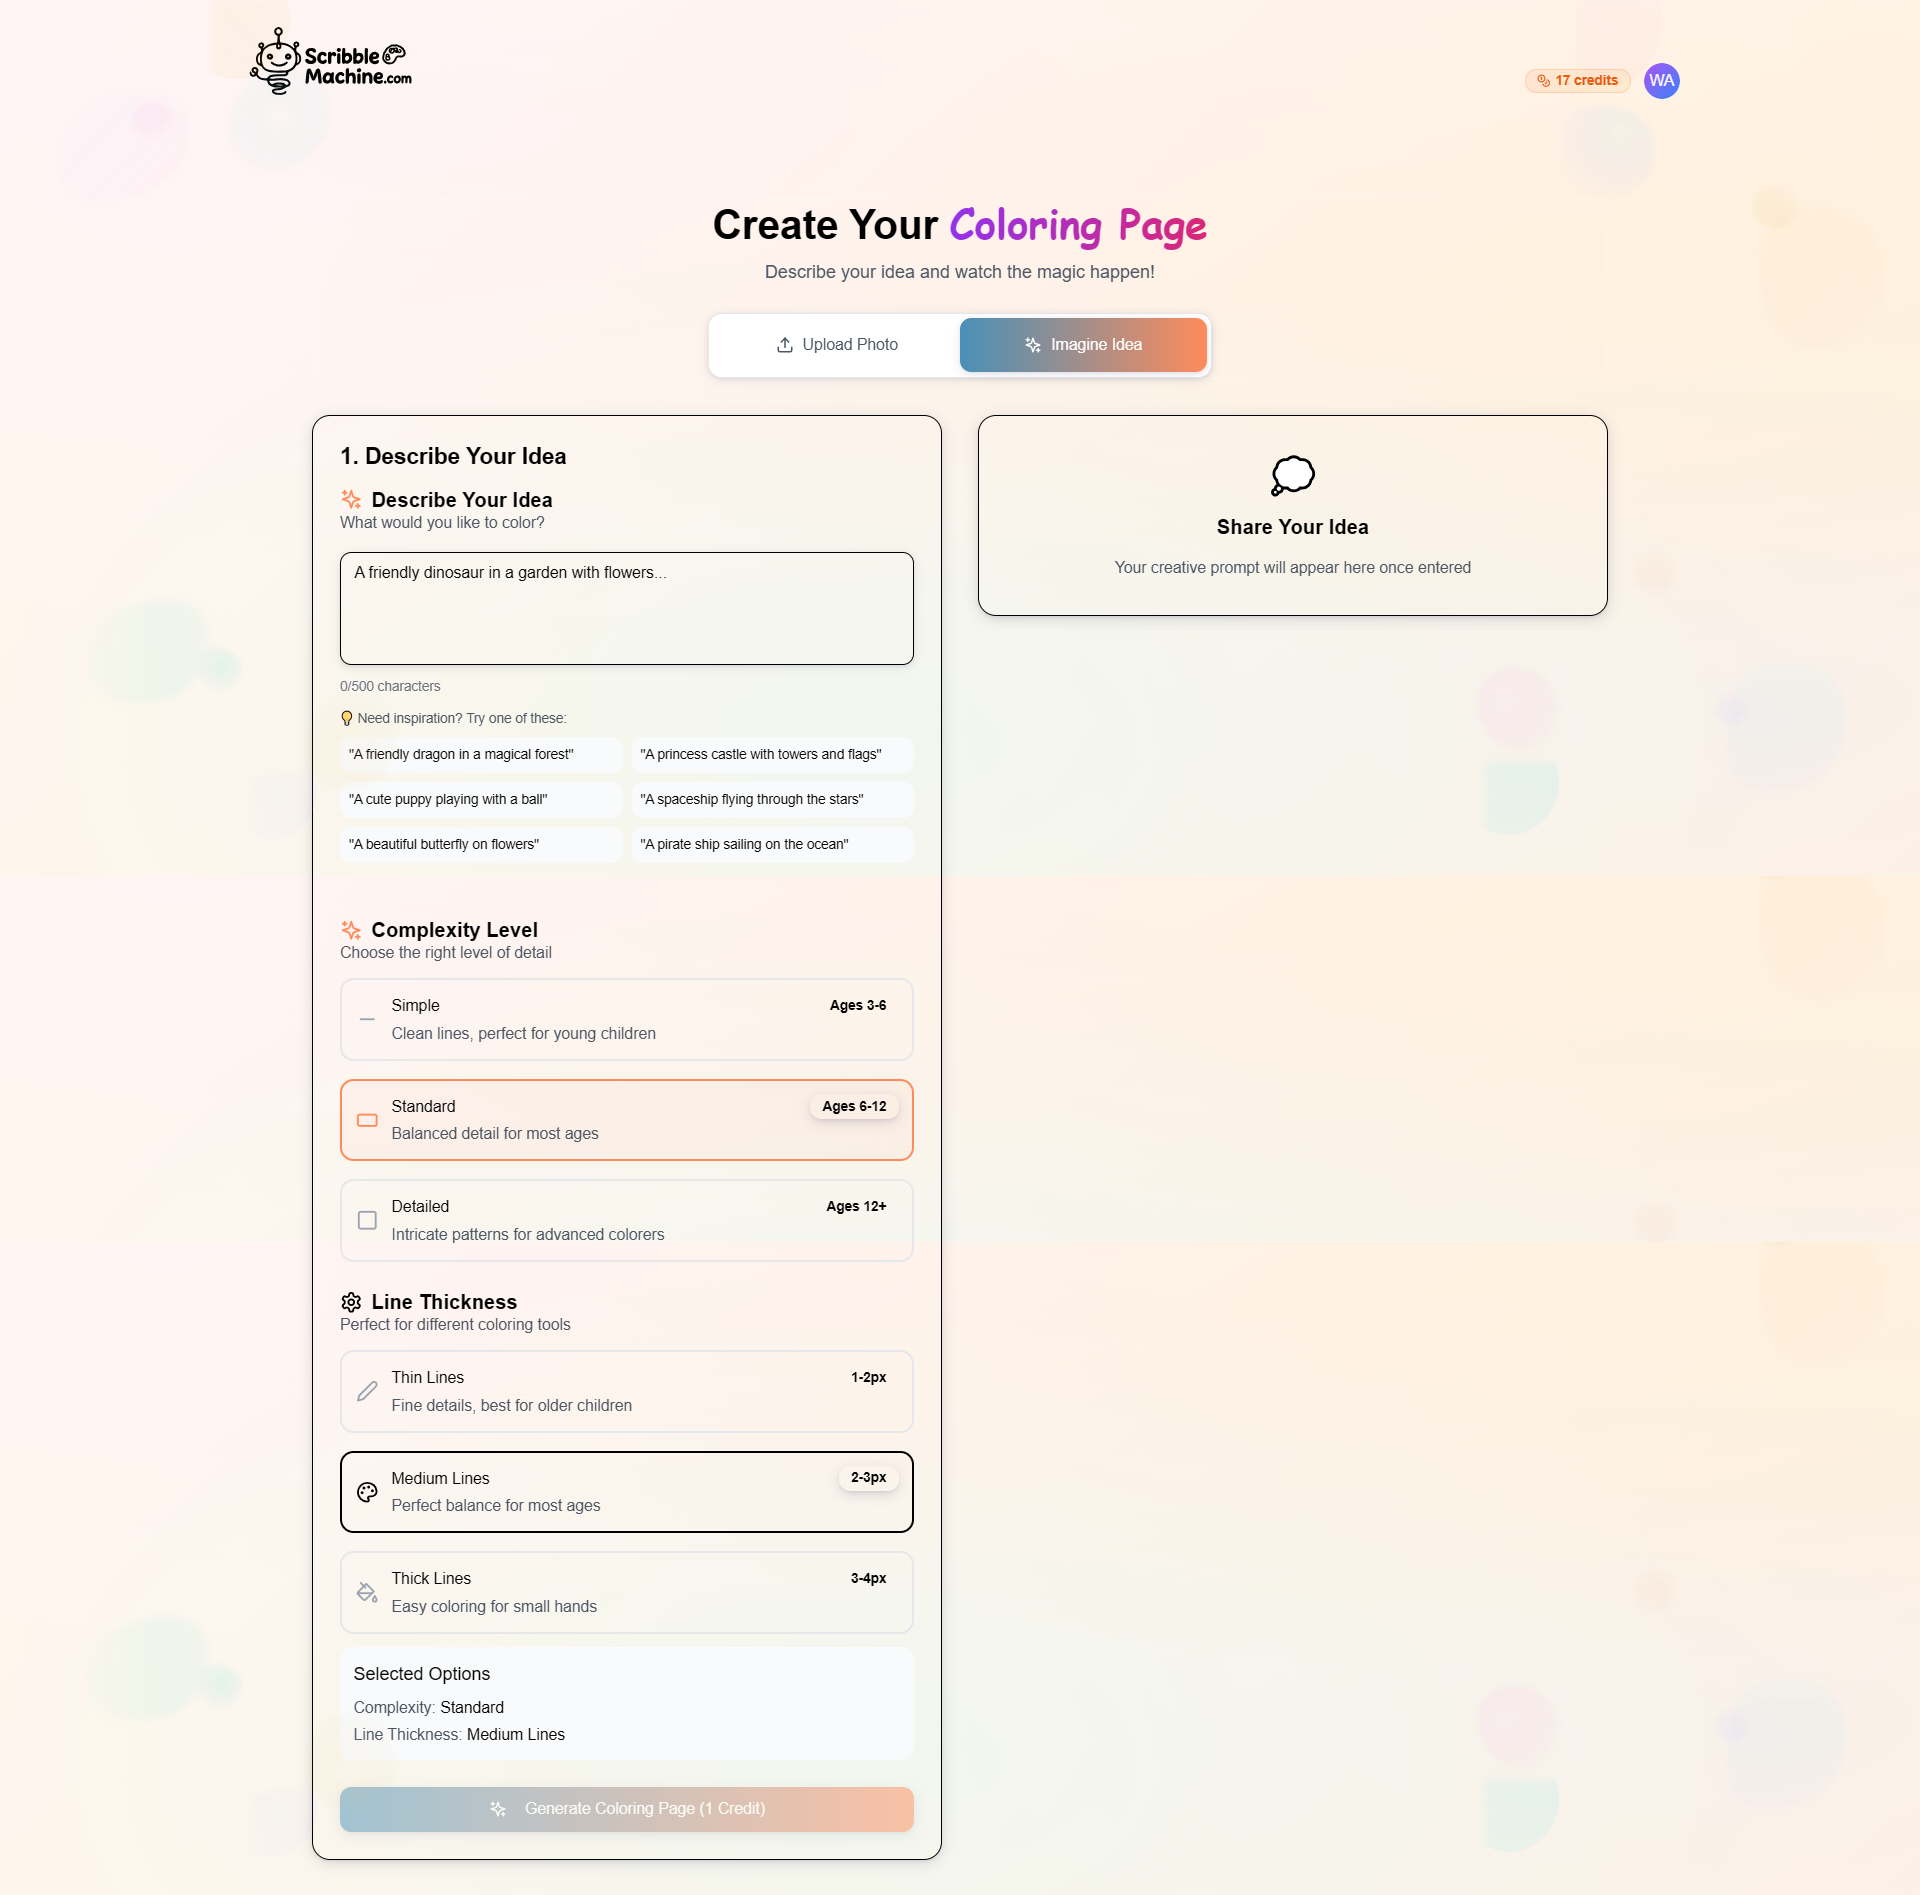 Scribble
Machine.com
17 credits
WA
Create Your Coloring Page
Describe your idea and watch the magic happen!
Upload Photo
Imagine Idea
1. Describe Your Idea
Describe Your Idea
What would you like to color?
A friendly dinosaur in a garden with flowers...
0/500 characters
Need inspiration? Try one of these:
"A friendly dragon in a magical forest"
"A princess castle with towers and flags"
"A cute puppy playing with a ball"
"A spaceship flying through the stars"
"A beautiful butterfly on flowers"
"A pirate ship sailing on the ocean"
Complexity Level
Choose the right level of detail
Simple
Ages 3-6
Clean lines, perfect for young children
Standard
Ages 6-12
Balanced detail for most ages
Detailed
Ages 12+
Intricate patterns for advanced colorers
Line Thickness
Perfect for different coloring tools
Thin Lines
1-2px
Fine details, best for older children
Medium Lines
2-3px
Perfect balance for most ages
Thick Lines
3-4px
Easy coloring for small hands
Selected Options
Complexity: Standard
Line Thickness: Medium Lines
Generate Coloring Page (1 Credit)
Share Your Idea
Your creative prompt will appear here once entered